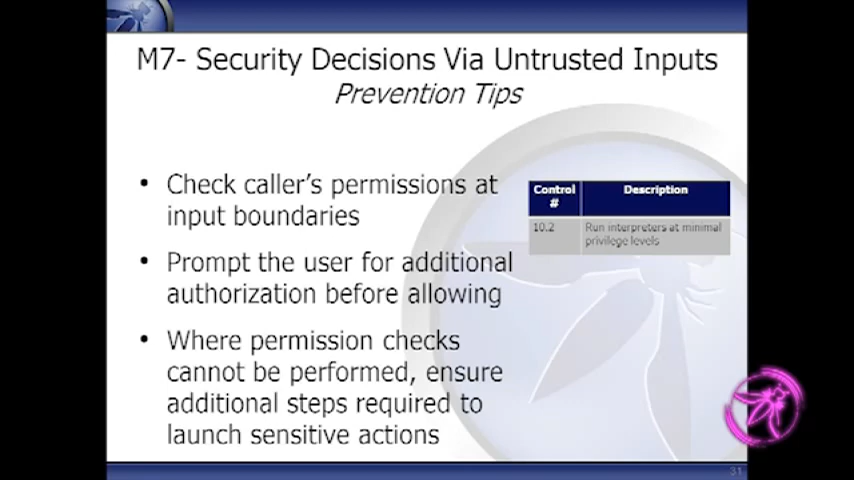 M7- Security Decisions Via Untrusted Inputs
Prevention Tips
• Check caller's permissions at
input boundaries
• Prompt the user for additional
authorization before allowing
• Where permission checks
cannot be performed, ensure
additional steps required to
launch sensitive actions
Control
#
Description
10.2
Run interpreters at minimal
privilege levels
31